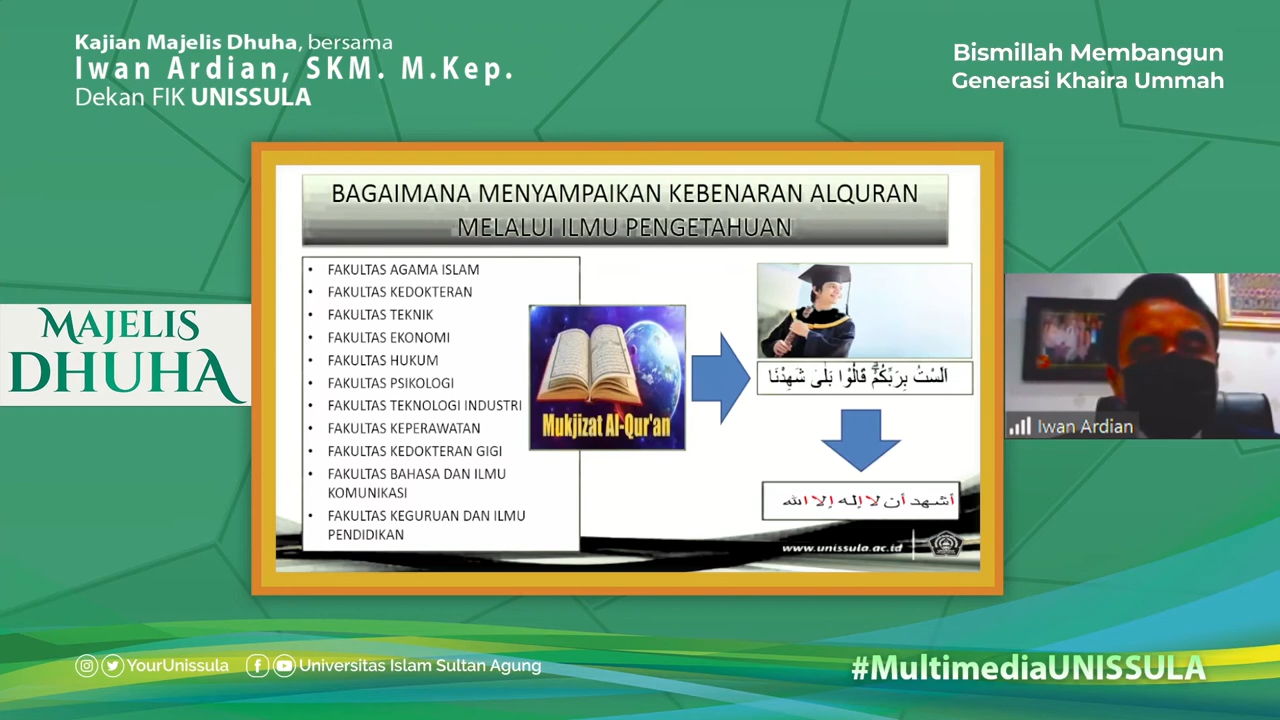 Kajian Majelis Dhuha, bersama
Iwan Ardian, SKM. M.Kep.
Dekan FIK UNISSULA
Bismillah Membangun
Generasi Khaira Ummah
BAGAIMANA MENYAMPAIKAN KEBENARAN ALQURAN
MELALUI ILMU PENGETAHUAN
• FAKULTAS AGAMA ISLAM
• FAKULTAS KEDOKTERAN
• FAKULTAS TEKNIK
• FAKULTAS EKONOMI
• FAKULTAS HUKUM
• FAKULTAS PSIKOLOGI
• FAKULTAS TEKNOLOGI INDUSTRI
• FAKULTAS KEPERAWATAN
• FAKULTAS KEDOKTERAN GIGI
• FAKULTAS BAHASA DAN ILMU
KOMUNIKASI
• FAKULTAS KEGURUAN DAN ILMU
PENDIDIKAN
Mukjizat Al-Qur'an
اَلَسْتُ بِرَبِّكُمْۗ قَالُوْا بَلٰى شَهِدْنَا
أشهد أن لا إله إلا الله
www.unissula.ac.id
MAJELIS
DHUHA
Iwan Ardian
YourUnissula
Universitas Islam Sultan Agung
#MultimediaUNISSULA